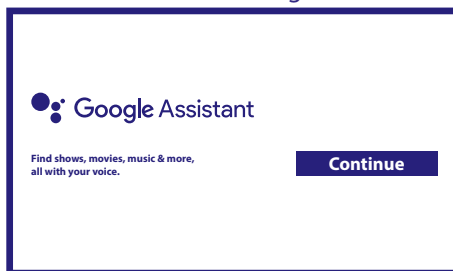 Google Assistant
Find shows, movies, music & more,
all with your voice.
Continue